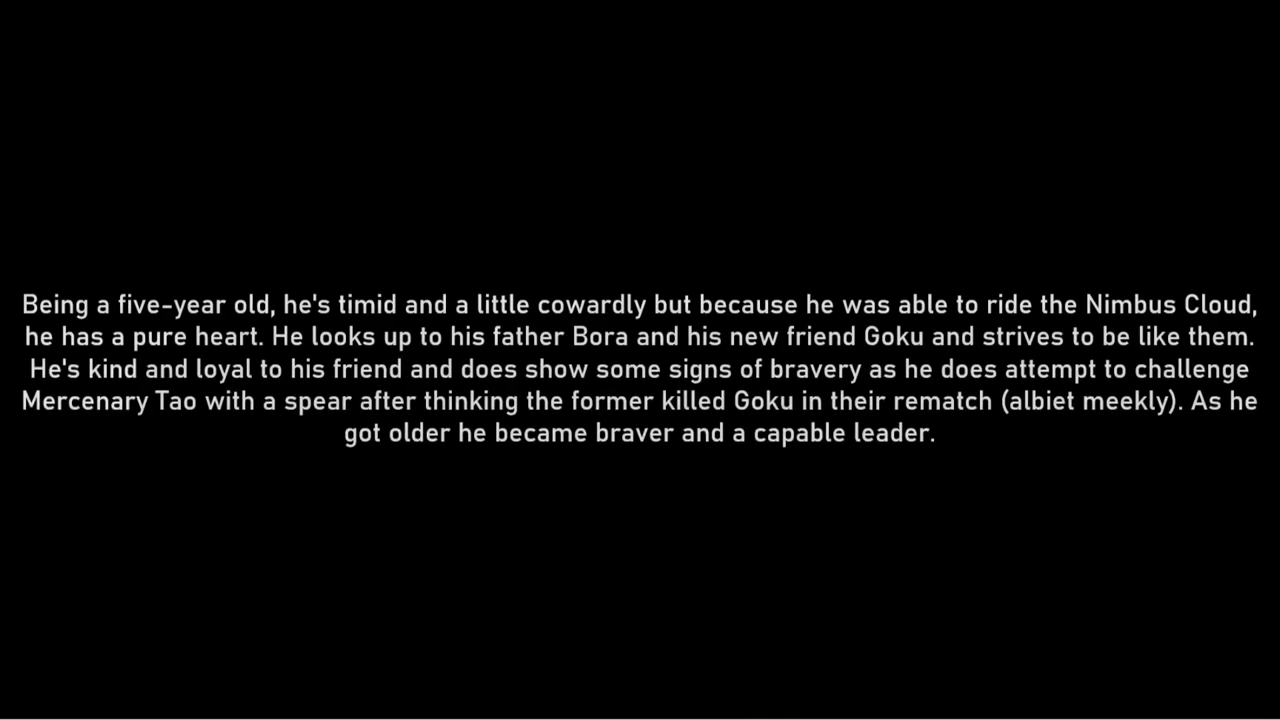 Being a five-year old, he's timid and a little cowardly but because he was able to ride the Nimbus Cloud,
he has a pure heart. He looks up to his father Bora and his new friend Goku and strives to be like them.
He's kind and loyal to his friend and does show some signs of bravery as he does attempt to challenge
Mercenary Tao with a spear after thinking the former killed Goku in their rematch (albiet meekly). As he
got older he became braver and a capable leader.